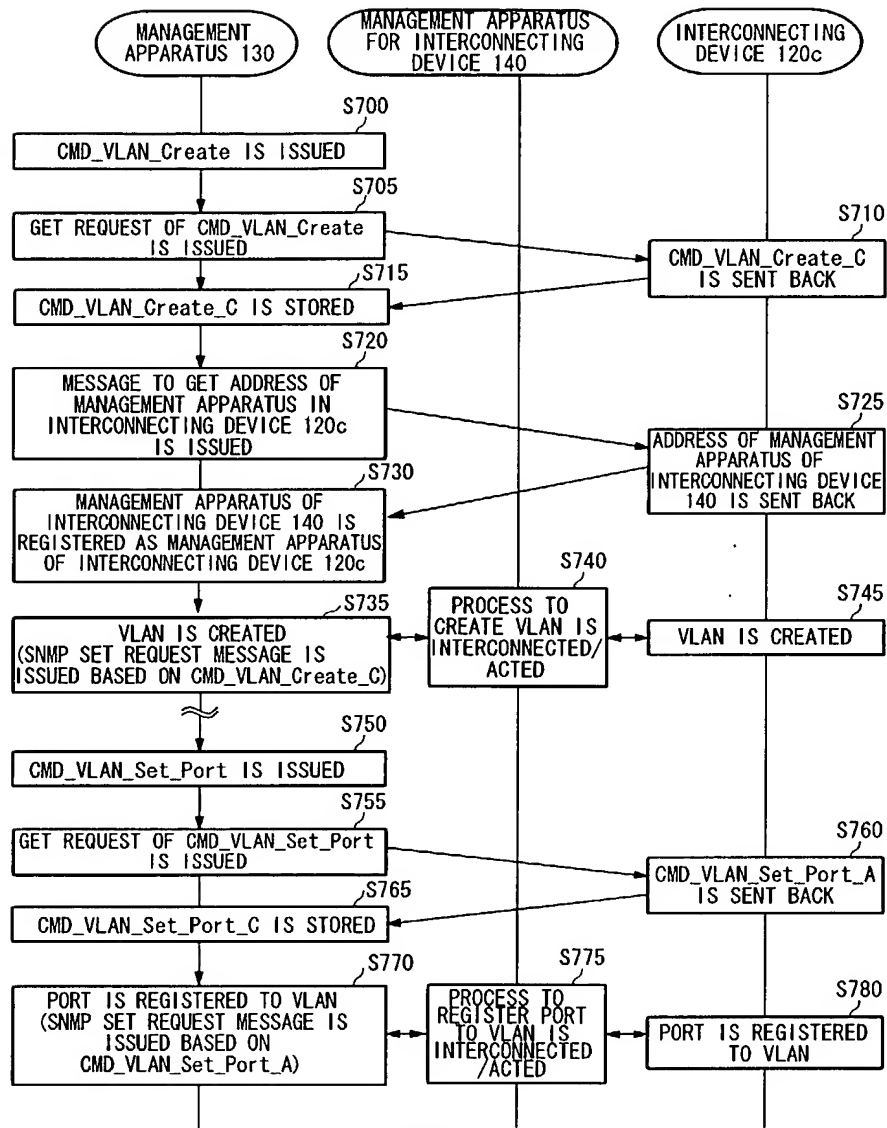 MANAGEMENT
APPARATUS 130
MANAGEMENT APPARATUS
FOR INTERCONNECTING
DEVICE 140
INTERCONNECTING
DEVICE 120c
S700
CMD_VLAN_Create IS ISSUED
S705
GET REQUEST OF CMD_VLAN_Create
IS ISSUED
S710
CMD_VLAN_Create_C
IS SENT BACK
S715
CMD_VLAN_Create_C IS STORED
S720
MESSAGE TO GET ADDRESS OF
MANAGEMENT APPARATUS IN
INTERCONNECTING DEVICE 120c
IS ISSUED
S725
ADDRESS OF MANAGEMENT
APPARATUS OF
INTERCONNECTING DEVICE
140 IS SENT BACK
S730
MANAGEMENT APPARATUS OF
INTERCONNECTING DEVICE 140 IS
REGISTERED AS MANAGEMENT APPARATUS
OF INTERCONNECTING DEVICE 120c
S735
VLAN IS CREATED
(SNMP SET REQUEST MESSAGE IS
ISSUED BASED ON CMD_VLAN_Create_C)
S740
PROCESS TO
CREATE VLAN IS
INTERCONNECTED/
ACTED
S745
VLAN IS CREATED
S750
CMD_VLAN_Set_Port IS ISSUED
S755
GET REQUEST OF CMD_VLAN_Set_Port
IS ISSUED
S760
CMD_VLAN_Set_Port_A
IS SENT BACK
S765
CMD_VLAN_Set_Port_C IS STORED
S770
PORT IS REGISTERED TO VLAN
(SNMP SET REQUEST MESSAGE IS
ISSUED BASED ON
CMD_VLAN_Set_Port_A)
S775
PROCESS TO
REGISTER PORT
TO VLAN IS
INTERCONNECTED
/ACTED
S780
PORT IS REGISTERED
TO VLAN